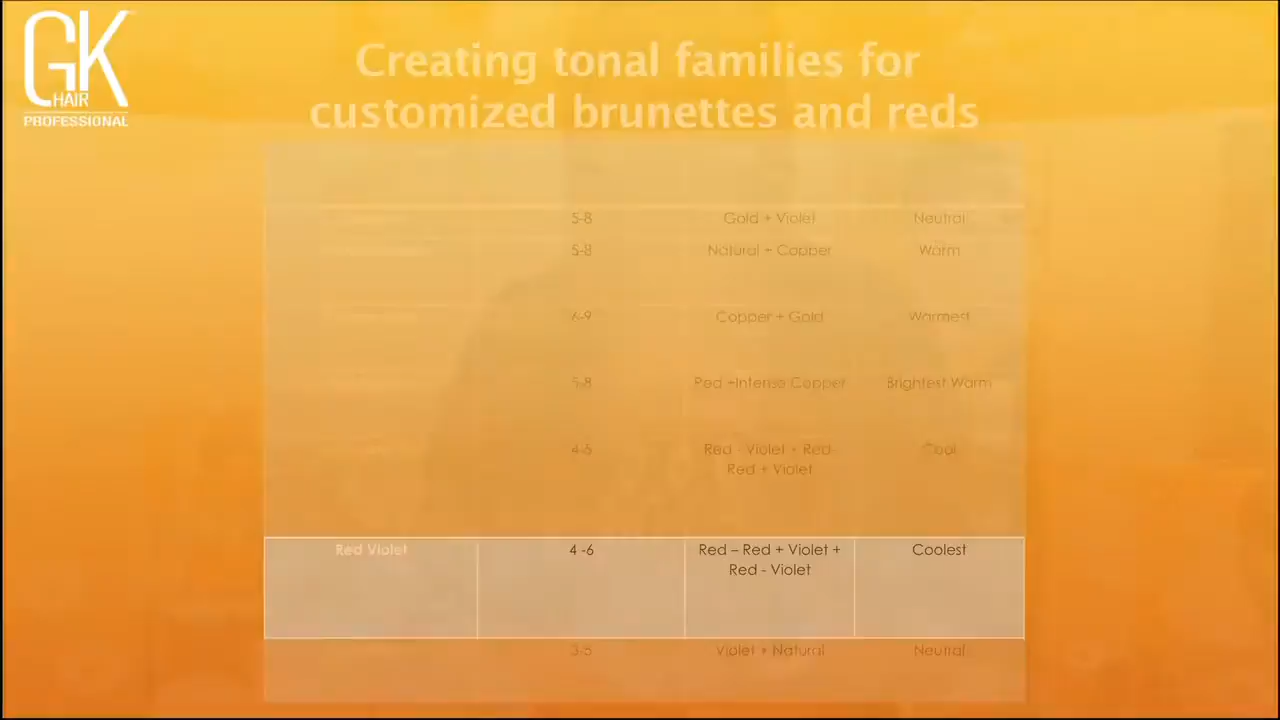 GK
HAIR
PROFESSIONAL
Creating tonal families for
customized brunettes and reds
5-8 Gold + Violet Neutral
5-8 Natural + Copper Warm
6-9 Copper + Gold Warmest
5-8 Red +Intense Copper Brightest Warm
4-5 Red - Violet + Red- Cool
Red + Violet
Red Violet 4 -6 Red – Red + Violet + Coolest
Red - Violet
3-5 Violet + Natural Neutral